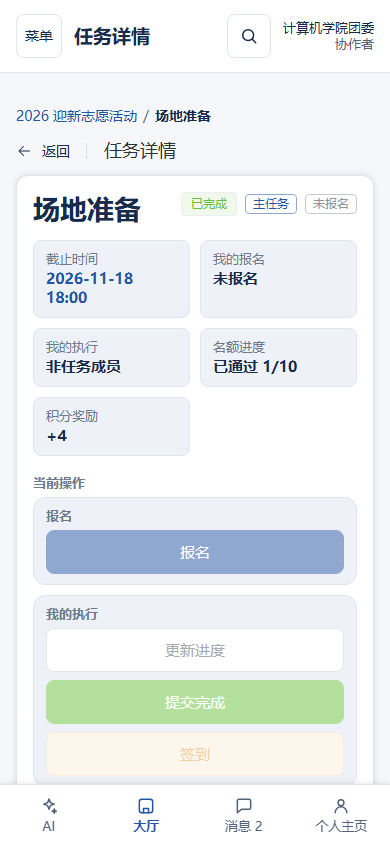 菜单
任务详情
计算机学院团委
协作者
2026 迎新志愿活动 / 场地准备
返回
任务详情
场地准备
已完成
主任务
未报名
截止时间
2026-11-18
18:00
我的报名
未报名
我的执行
非任务成员
名额进度
已通过 1/10
积分奖励
+4
当前操作
报名
报名
我的执行
更新进度
提交完成
签到
AI
大厅
消息 2
个人主页